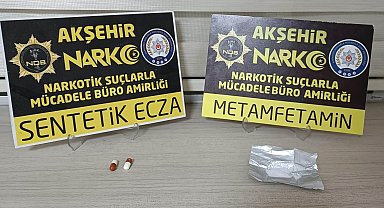 AKŞEHİR
NARKO
NARKOTİK SUÇLARLA
MÜCADELE BÜRO AMİRLİĞİ
SENTETİK ECZA
AKŞEHİR
NARKO
NARKOTİK SUÇLARLA
MÜCADELE BÜRO AMİRLİĞİ
METAMFETAMİN